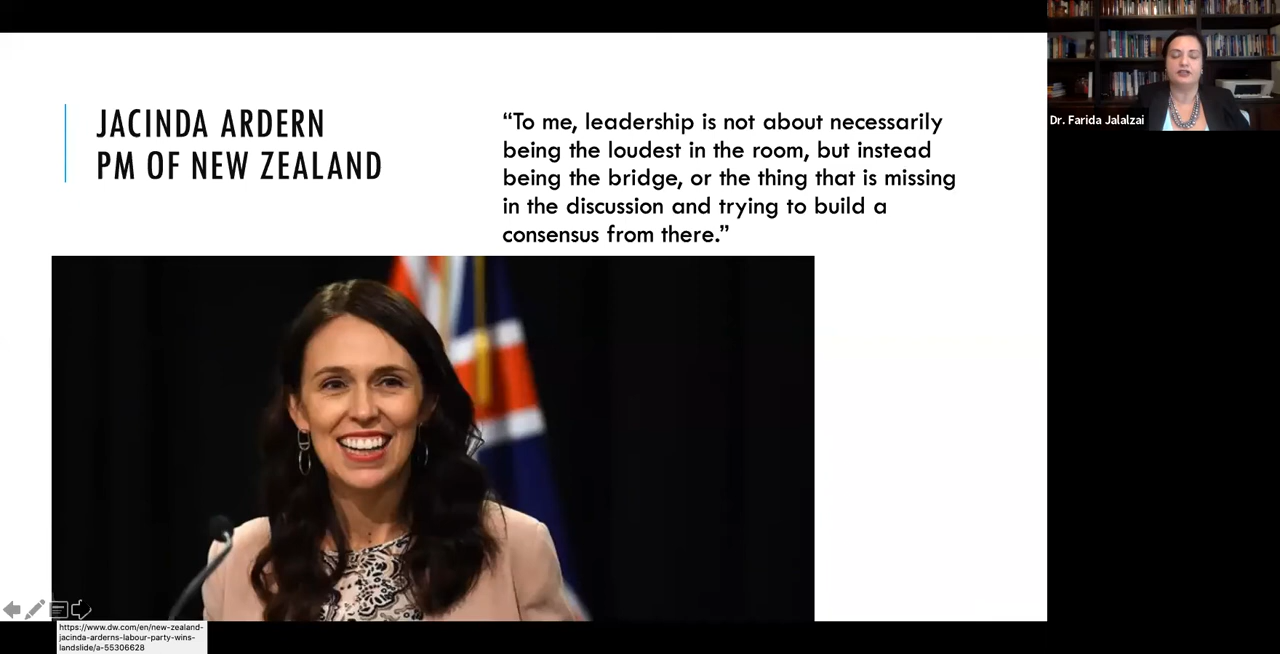 JACINDA ARDERN
PM OF NEW ZEALAND
“To me, leadership is not about necessarily
being the loudest in the room, but instead
being the bridge, or the thing that is missing
in the discussion and trying to build a
consensus from there.”
Dr. Farida Jalalzai
https://www.dw.com/en/new-zealand-
jacinda-arderns-labour-party-wins-
landslide/a-55306628